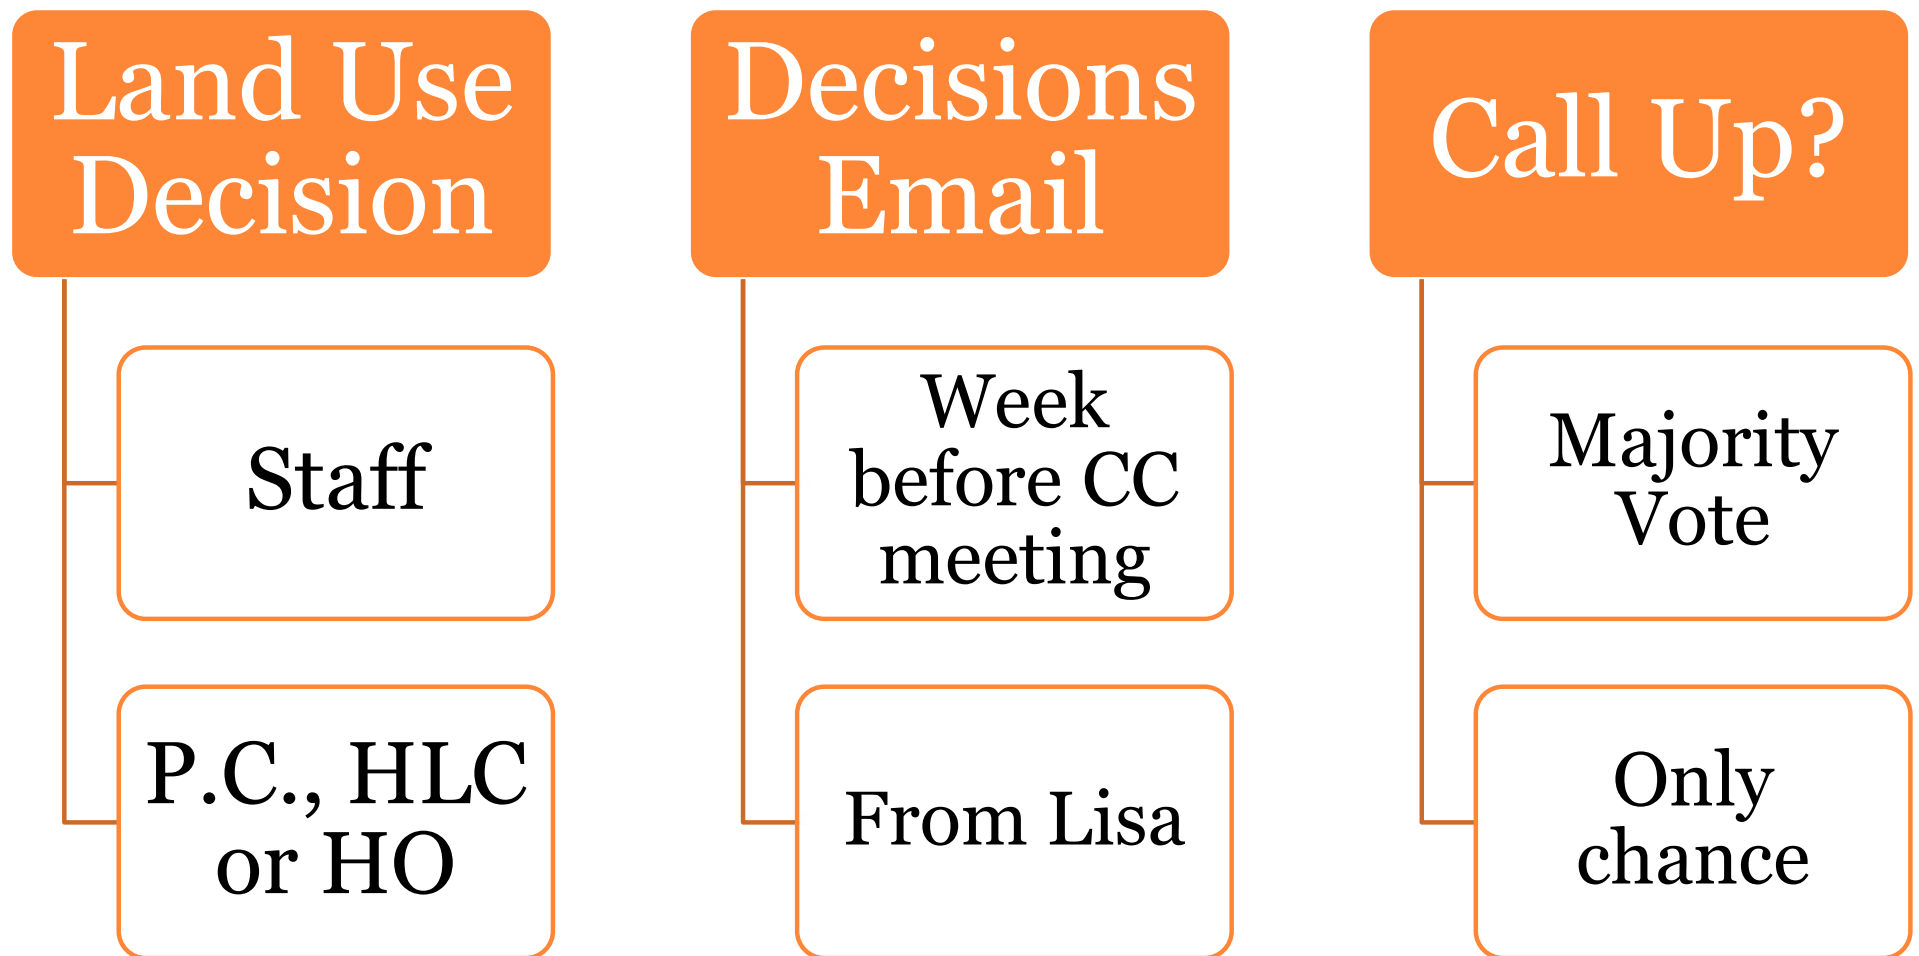 Land Use
Decision
Staff
P.C., HLC
or HO
Decisions
Email
Week
before CC
meeting
From Lisa
Call Up?
Majority
Vote
Only
chance